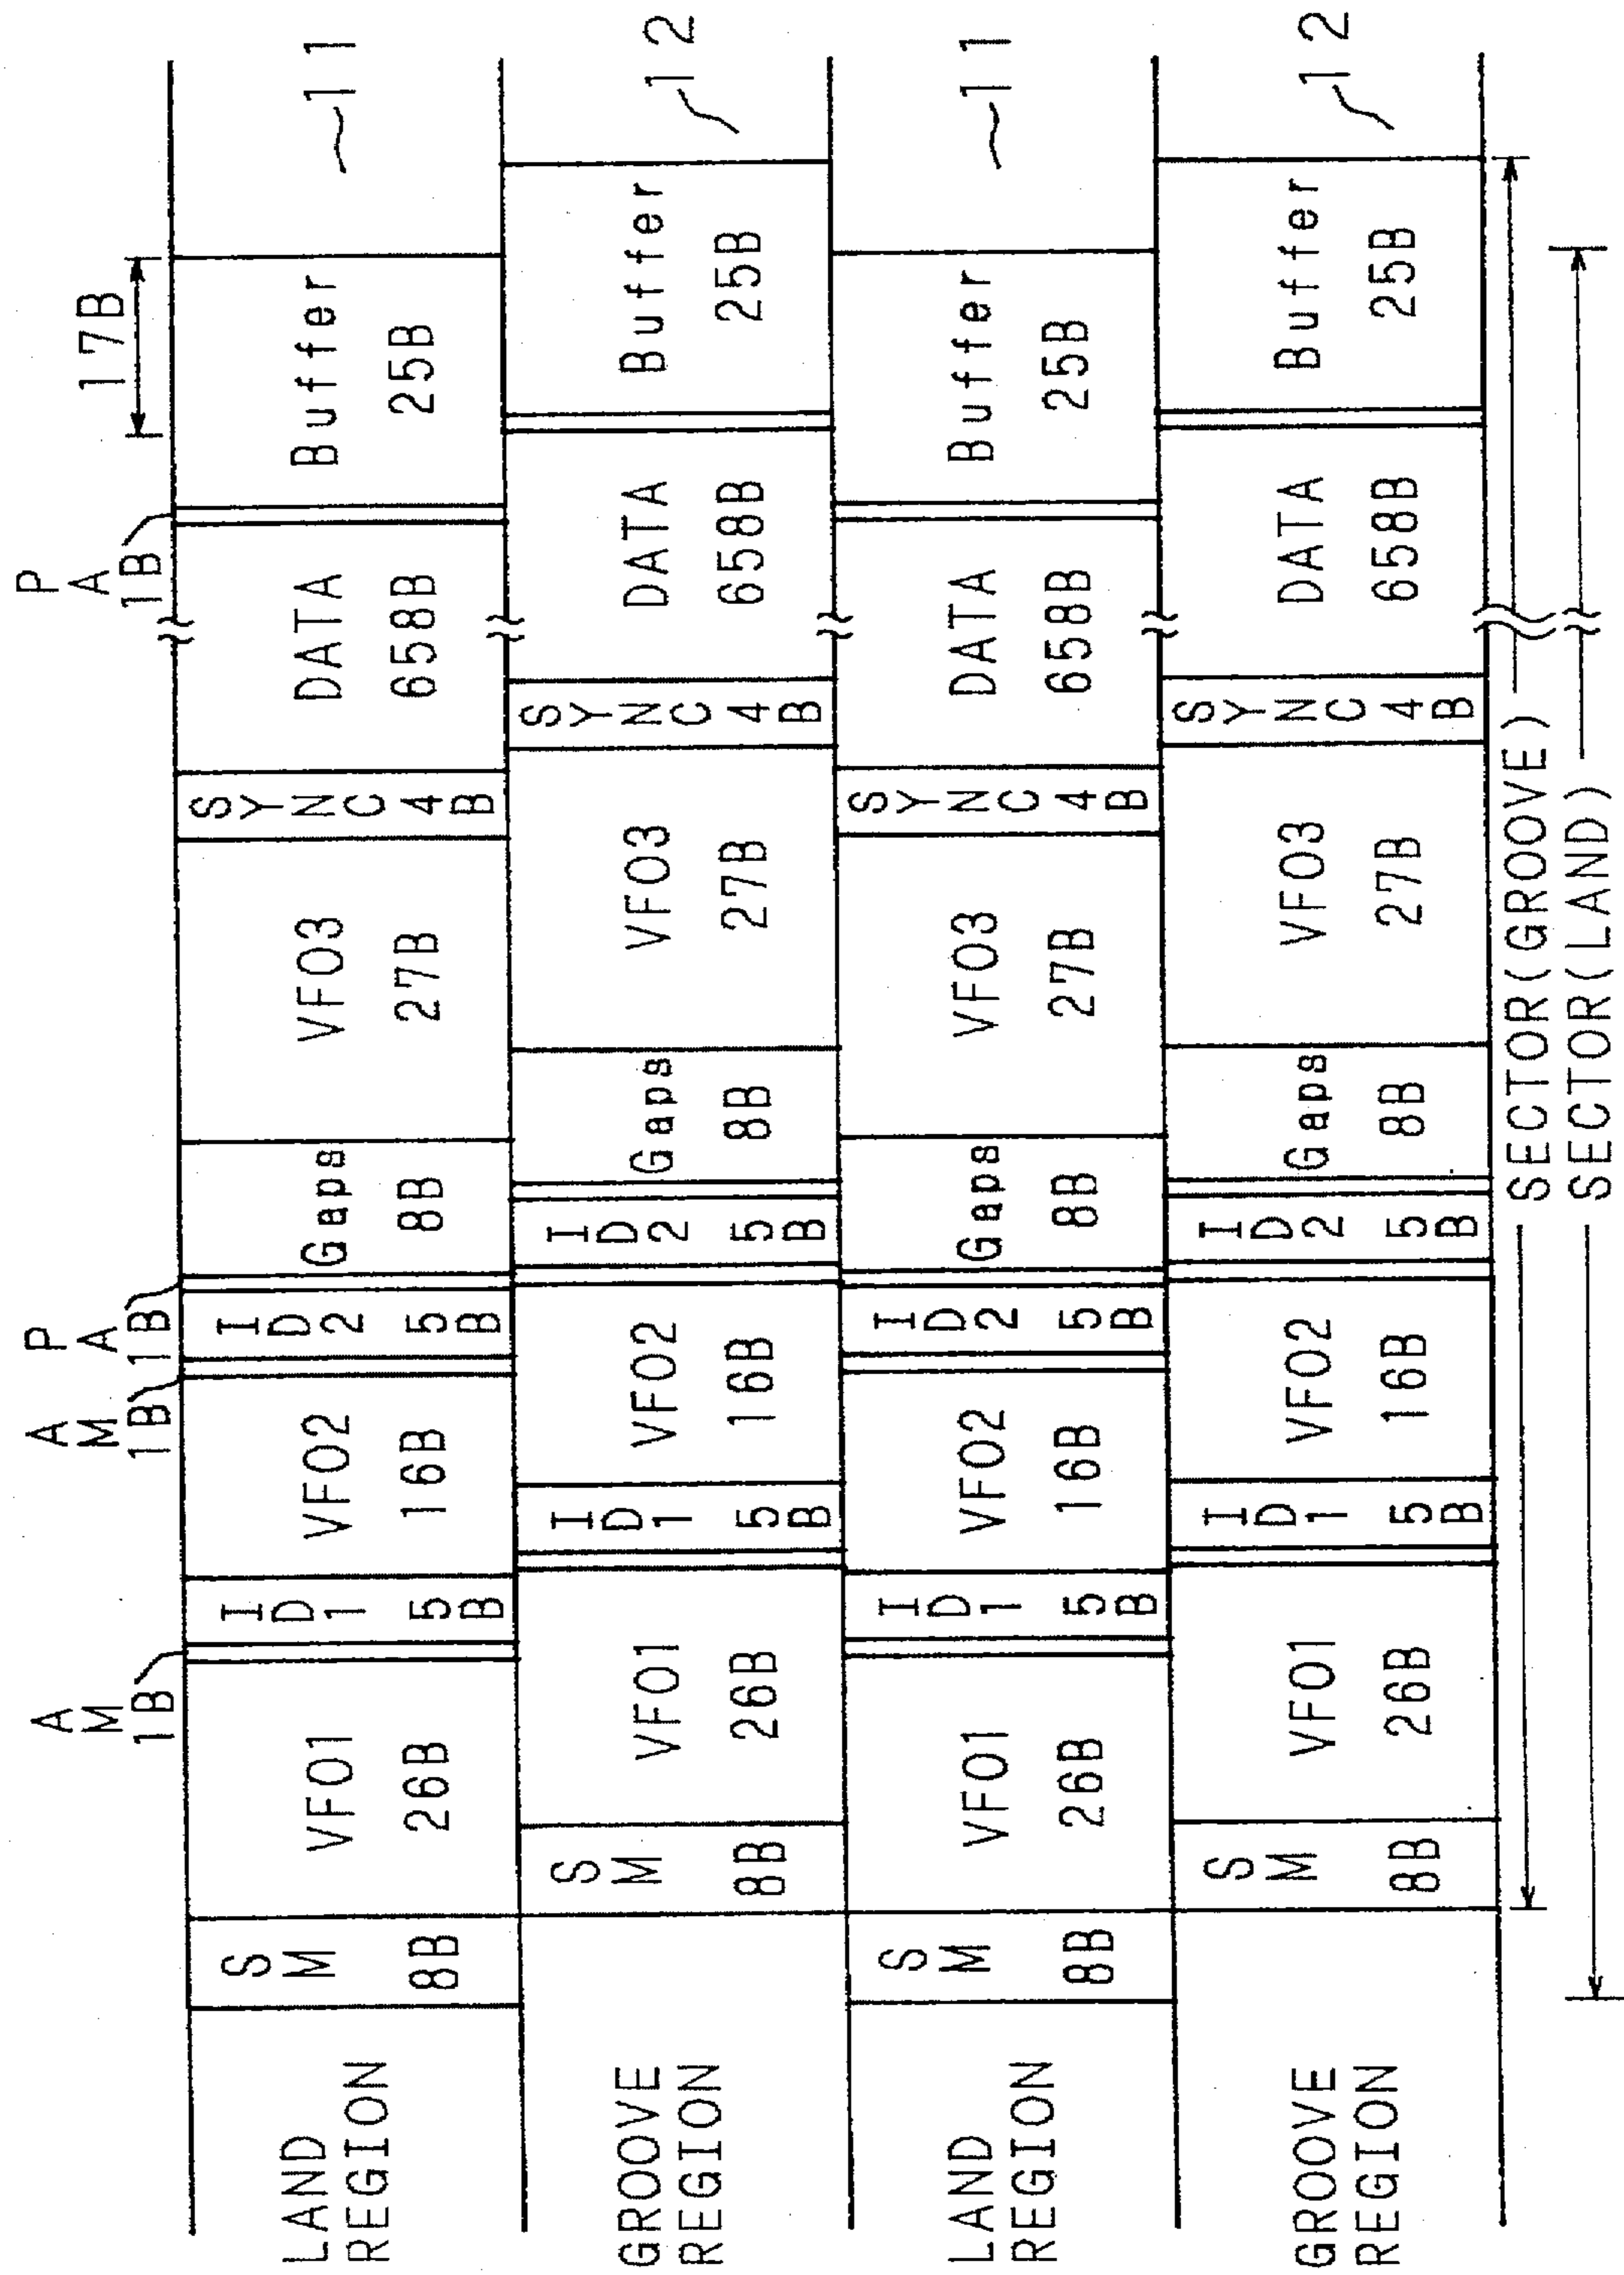 P
A
1B
17B
A
M
1B
A
M
1B
P
A
1B
LAND
REGION
SM
8B
VFO1
26B
ID1
5B
VFO2
16B
ID2
5B
Gaps
8B
VFO3
27B
SYNC
4B
DATA
658B
Buffer
25B
11
GROOVE
REGION
SM
8B
VFO1
26B
ID1
5B
VFO2
16B
ID2
5B
Gaps
8B
VFO3
27B
SYNC
4B
DATA
658B
Buffer
25B
12
LAND
REGION
SM
8B
VFO1
26B
ID1
5B
VFO2
16B
ID2
5B
Gaps
8B
VFO3
27B
SYNC
4B
DATA
658B
Buffer
25B
11
GROOVE
REGION
SM
8B
VFO1
26B
ID1
5B
VFO2
16B
ID2
5B
Gaps
8B
VFO3
27B
SYNC
4B
DATA
658B
Buffer
25B
12
SECTOR(GROOVE)
SECTOR(LAND)